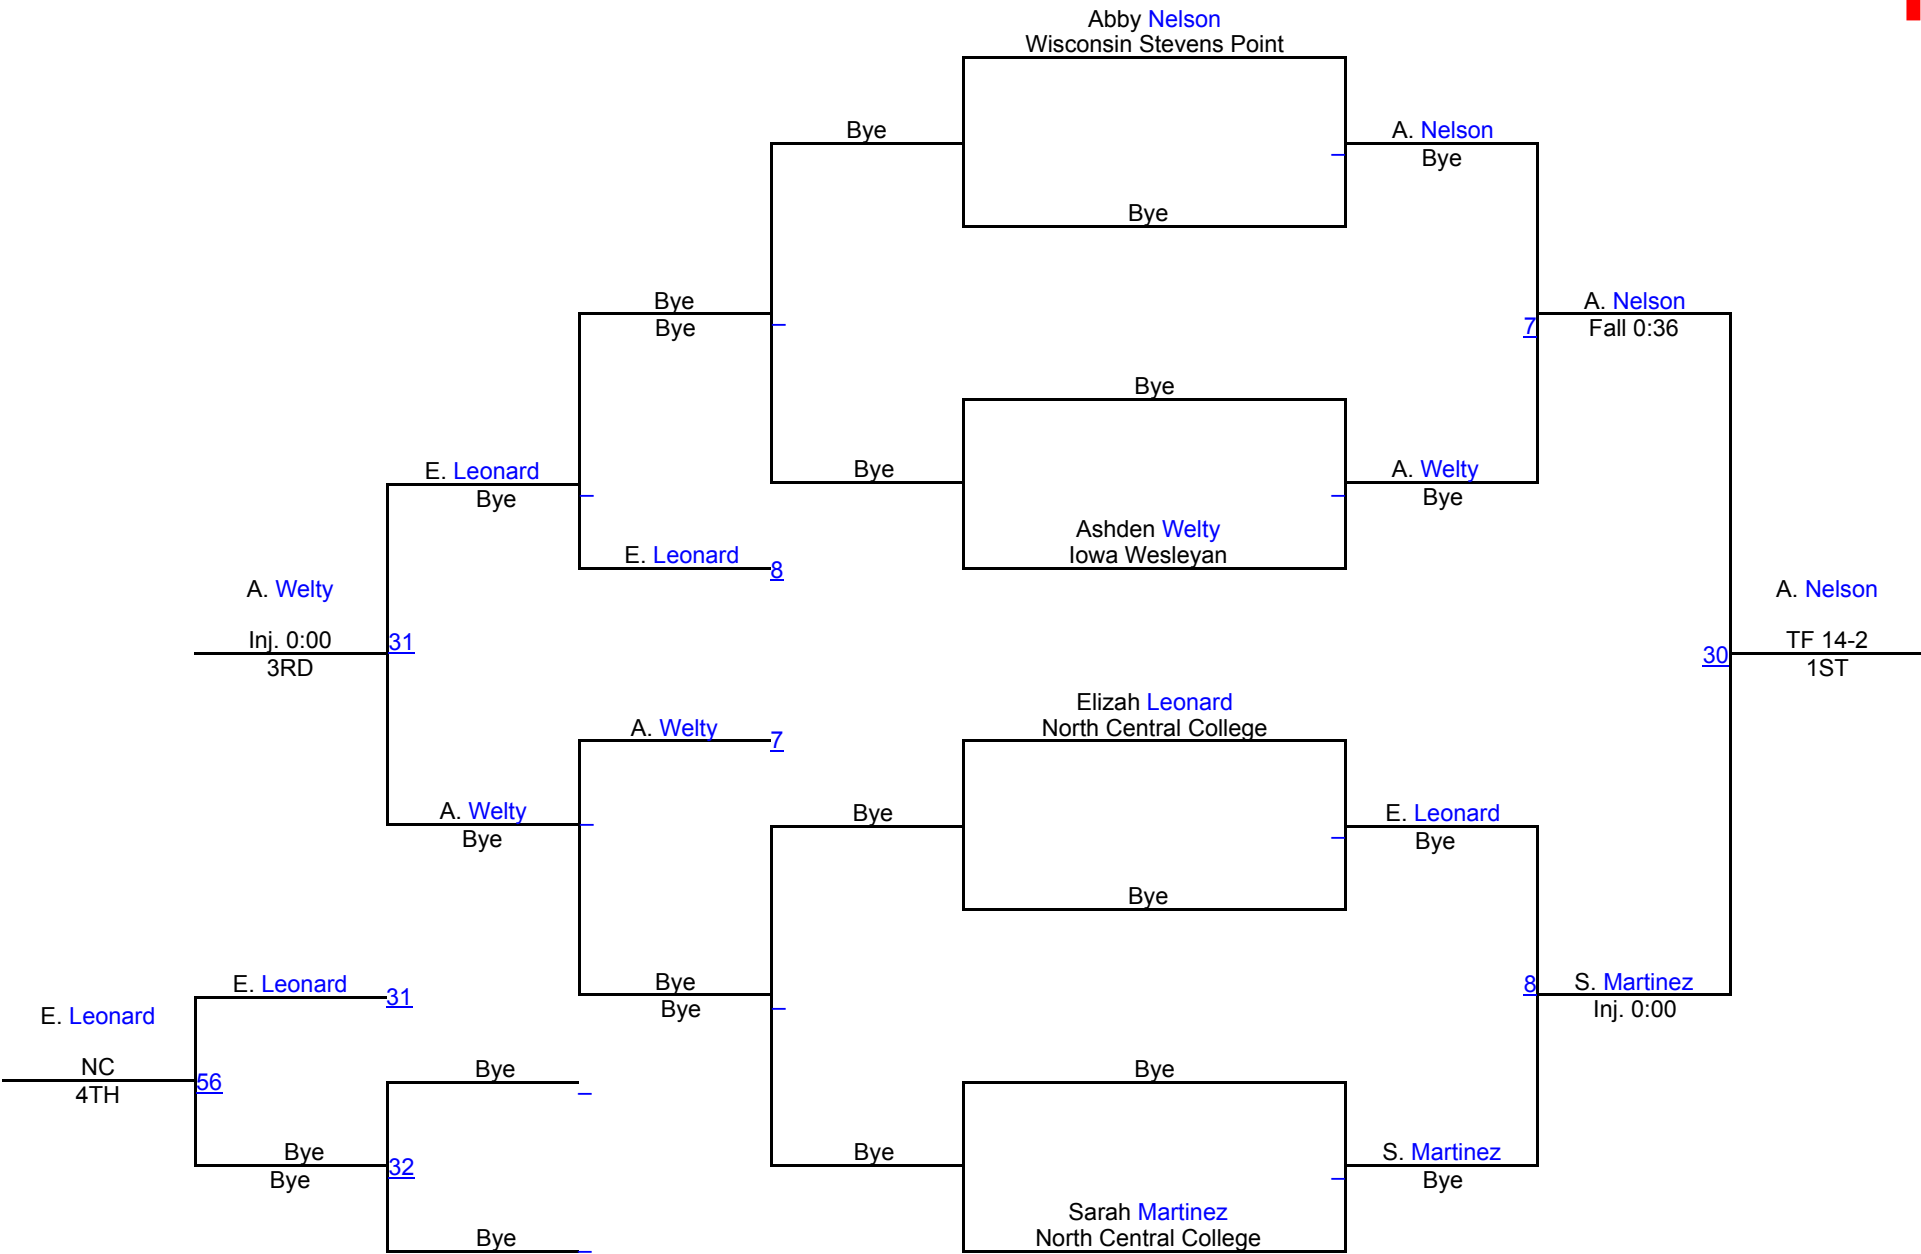 Abby Nelson
Wisconsin Stevens Point
Bye
A. Nelson
Bye
Bye
Bye
Bye
A. Nelson
7
Fall 0:36
Bye
E. Leonard
Bye
Bye
A. Welty
Bye
Ashden Welty
Iowa Wesleyan
E. Leonard
8
A. Welty
A. Nelson
Inj. 0:00
31
3RD
TF 14-2
30
1ST
Elizah Leonard
North Central College
A. Welty
7
A. Welty
Bye
Bye
E. Leonard
Bye
Bye
E. Leonard
31
Bye
Bye
8
S. Martinez
Inj. 0:00
E. Leonard
NC
56
4TH
Bye
Bye
Bye
Bye
32
Bye
S. Martinez
Bye
Sarah Martinez
North Central College
Bye